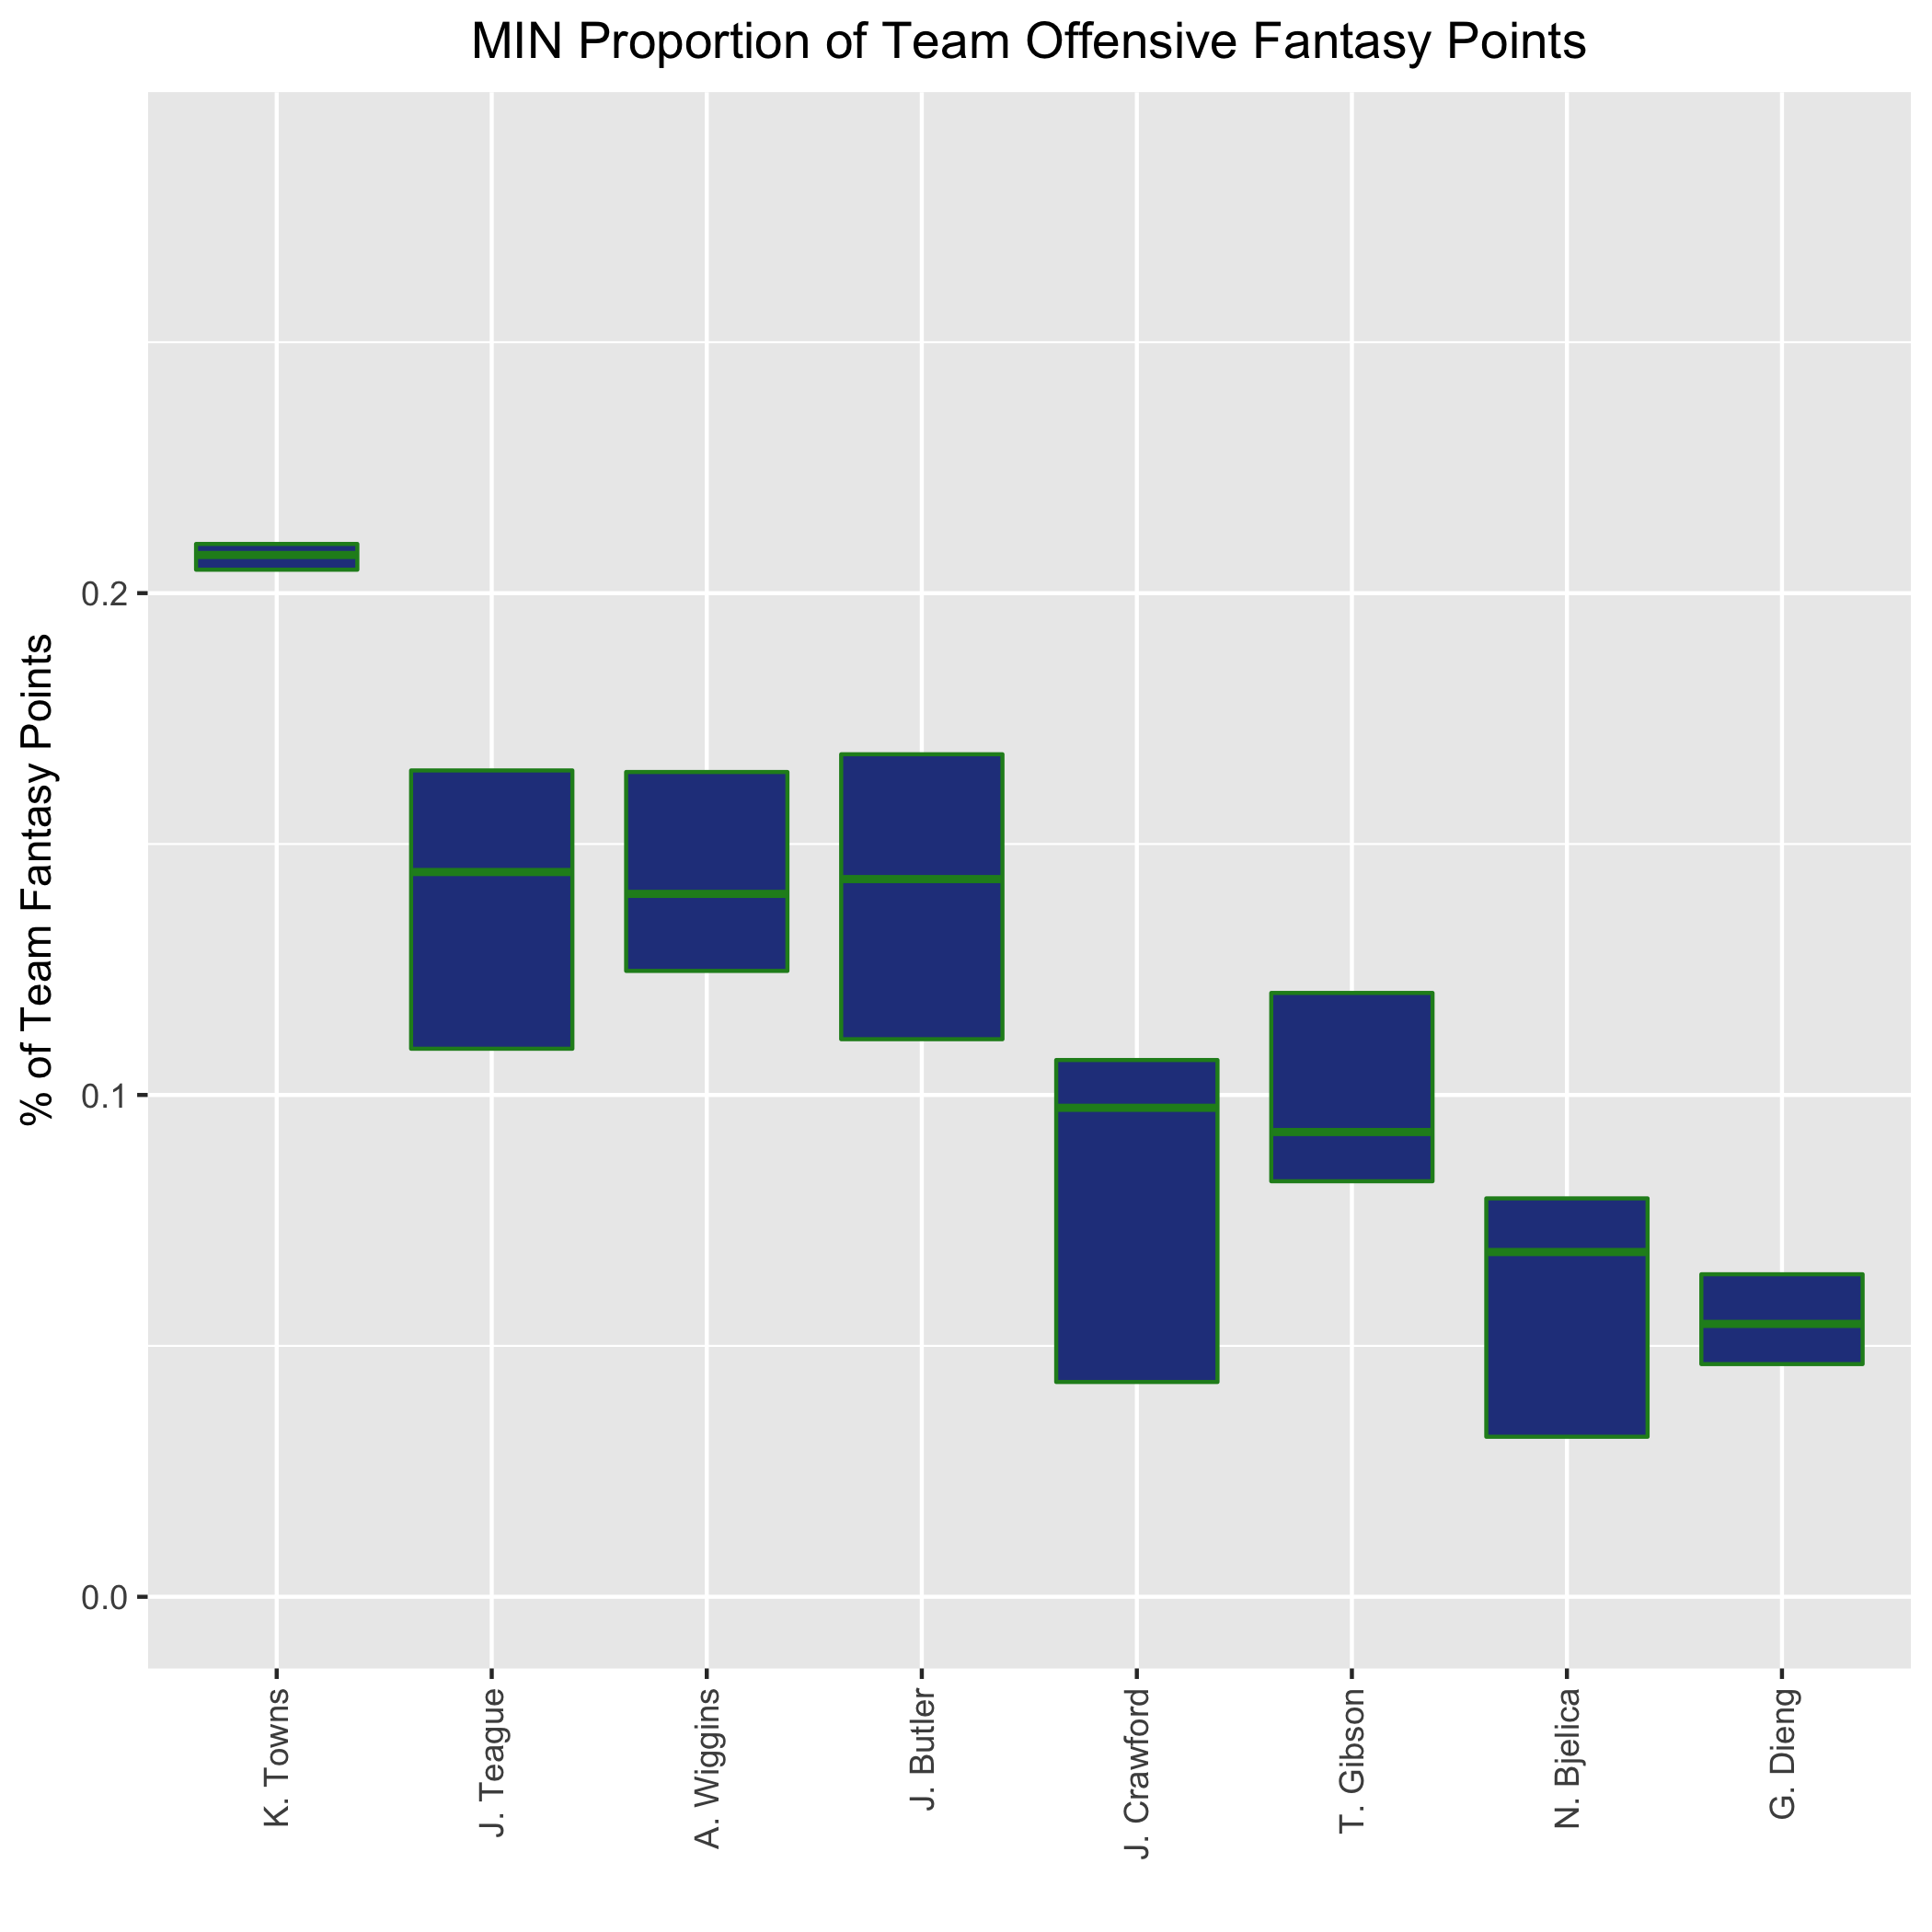 MIN Proportion of Team Offensive Fantasy Points
% of Team Fantasy Points
0.2
0.1
0.0
K. Towns
J. Teague
A. Wiggins
J. Butler
J. Crawford
T. Gibson
N. Bjelica
G. Dieng